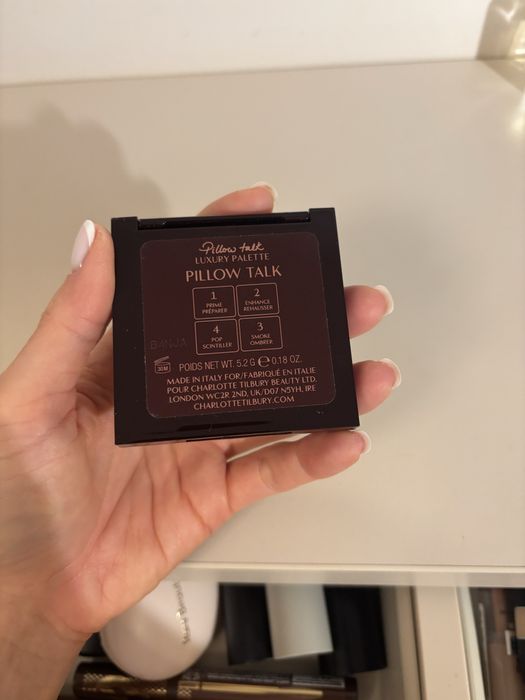 Pillow talk
LUXURY PALETTE
PILLOW TALK
1
PRIME
PRÉPARER
2
ENHANCE
REHAUSSER
4
POP
SCINTILLER
3
SMOKE
OMBRER
30M
POIDS NET WT. 5.2 G ℮ 0.18 OZ.
MADE IN ITALY FOR/FABRIQUÉ EN ITALIE
POUR CHARLOTTE TILBURY BEAUTY LTD.
LONDON WC2R 2ND, UK/D07 N5YH, IRE
CHARLOTTETILBURY.COM